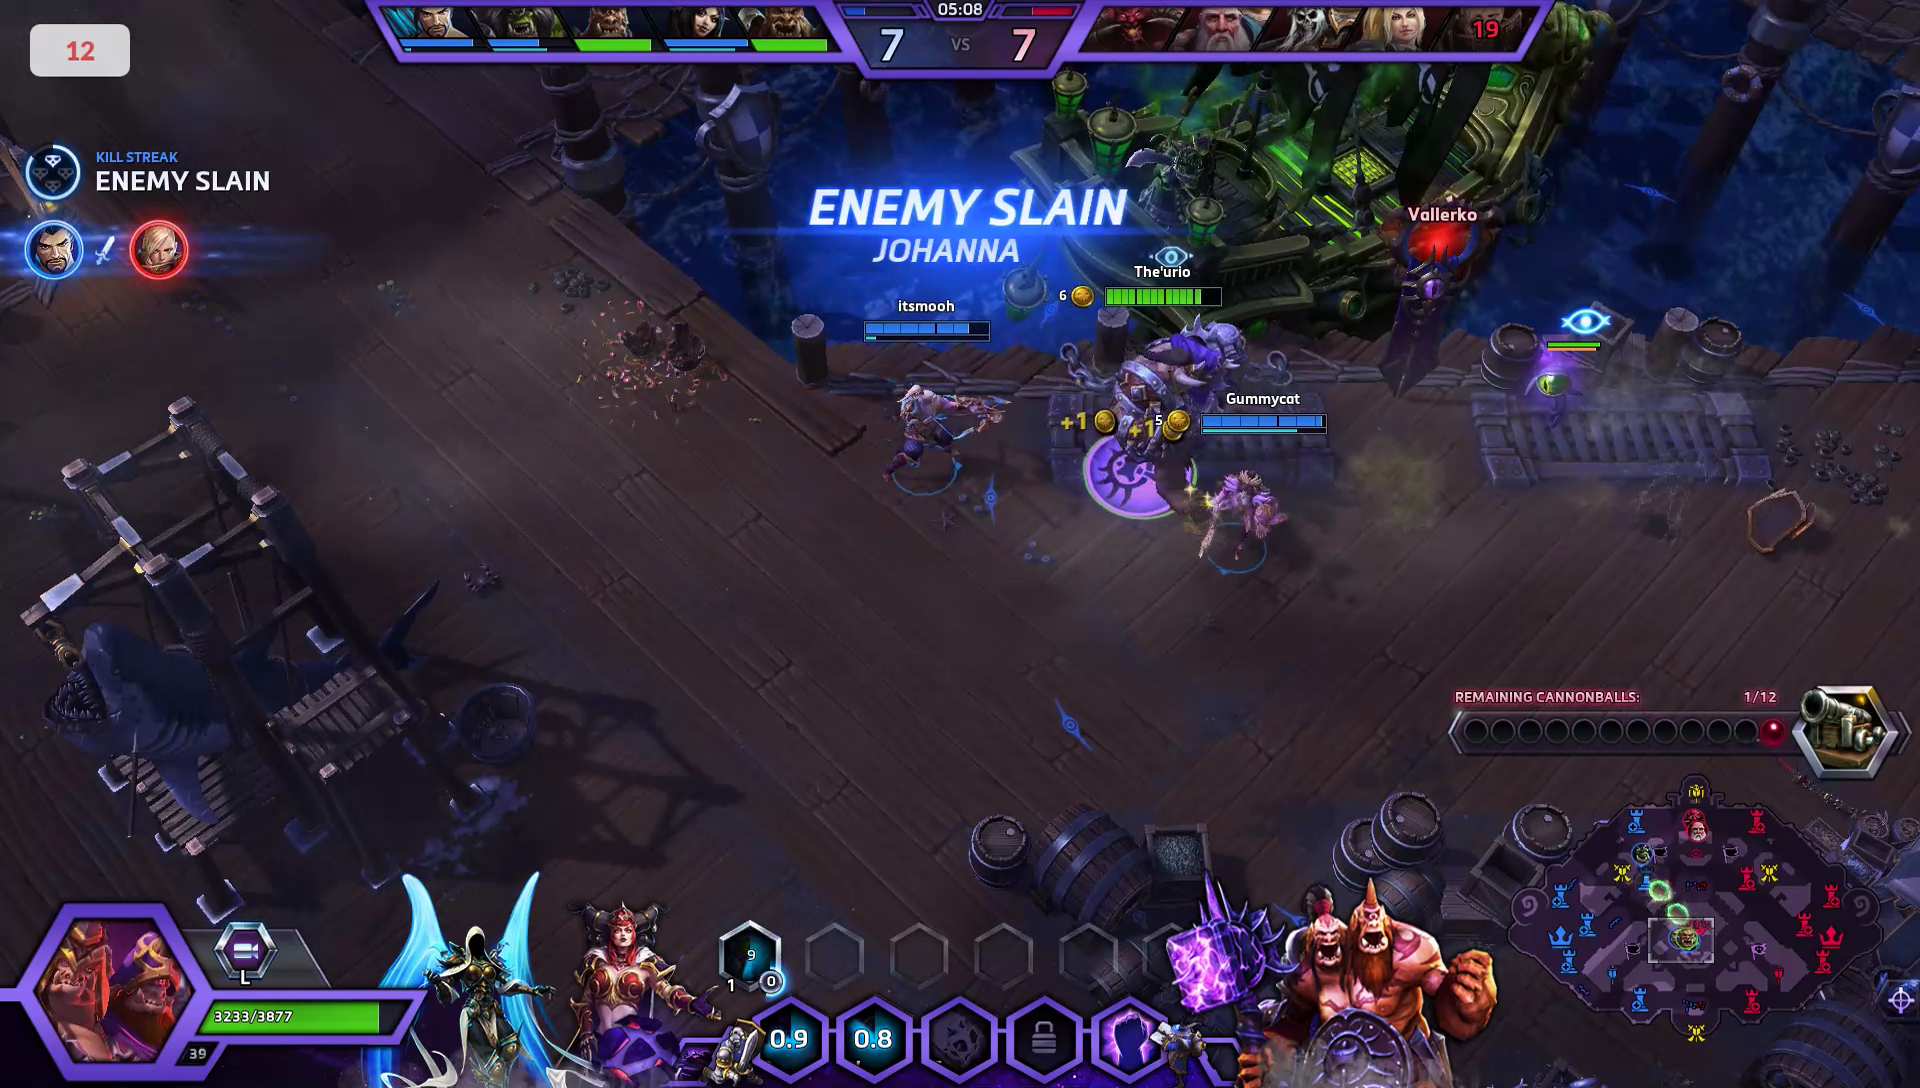 05:08
7 VS 7
19
12
KILL STREAK
ENEMY SLAIN
ENEMY SLAIN
JOHANNA
Vallerko
The'urio
6
itsmooh
Gummycat
+1
+1
5
REMAINING CANNONBALLS: 1/12
9
1 0
L
3233/3877
39
0.9
0.8